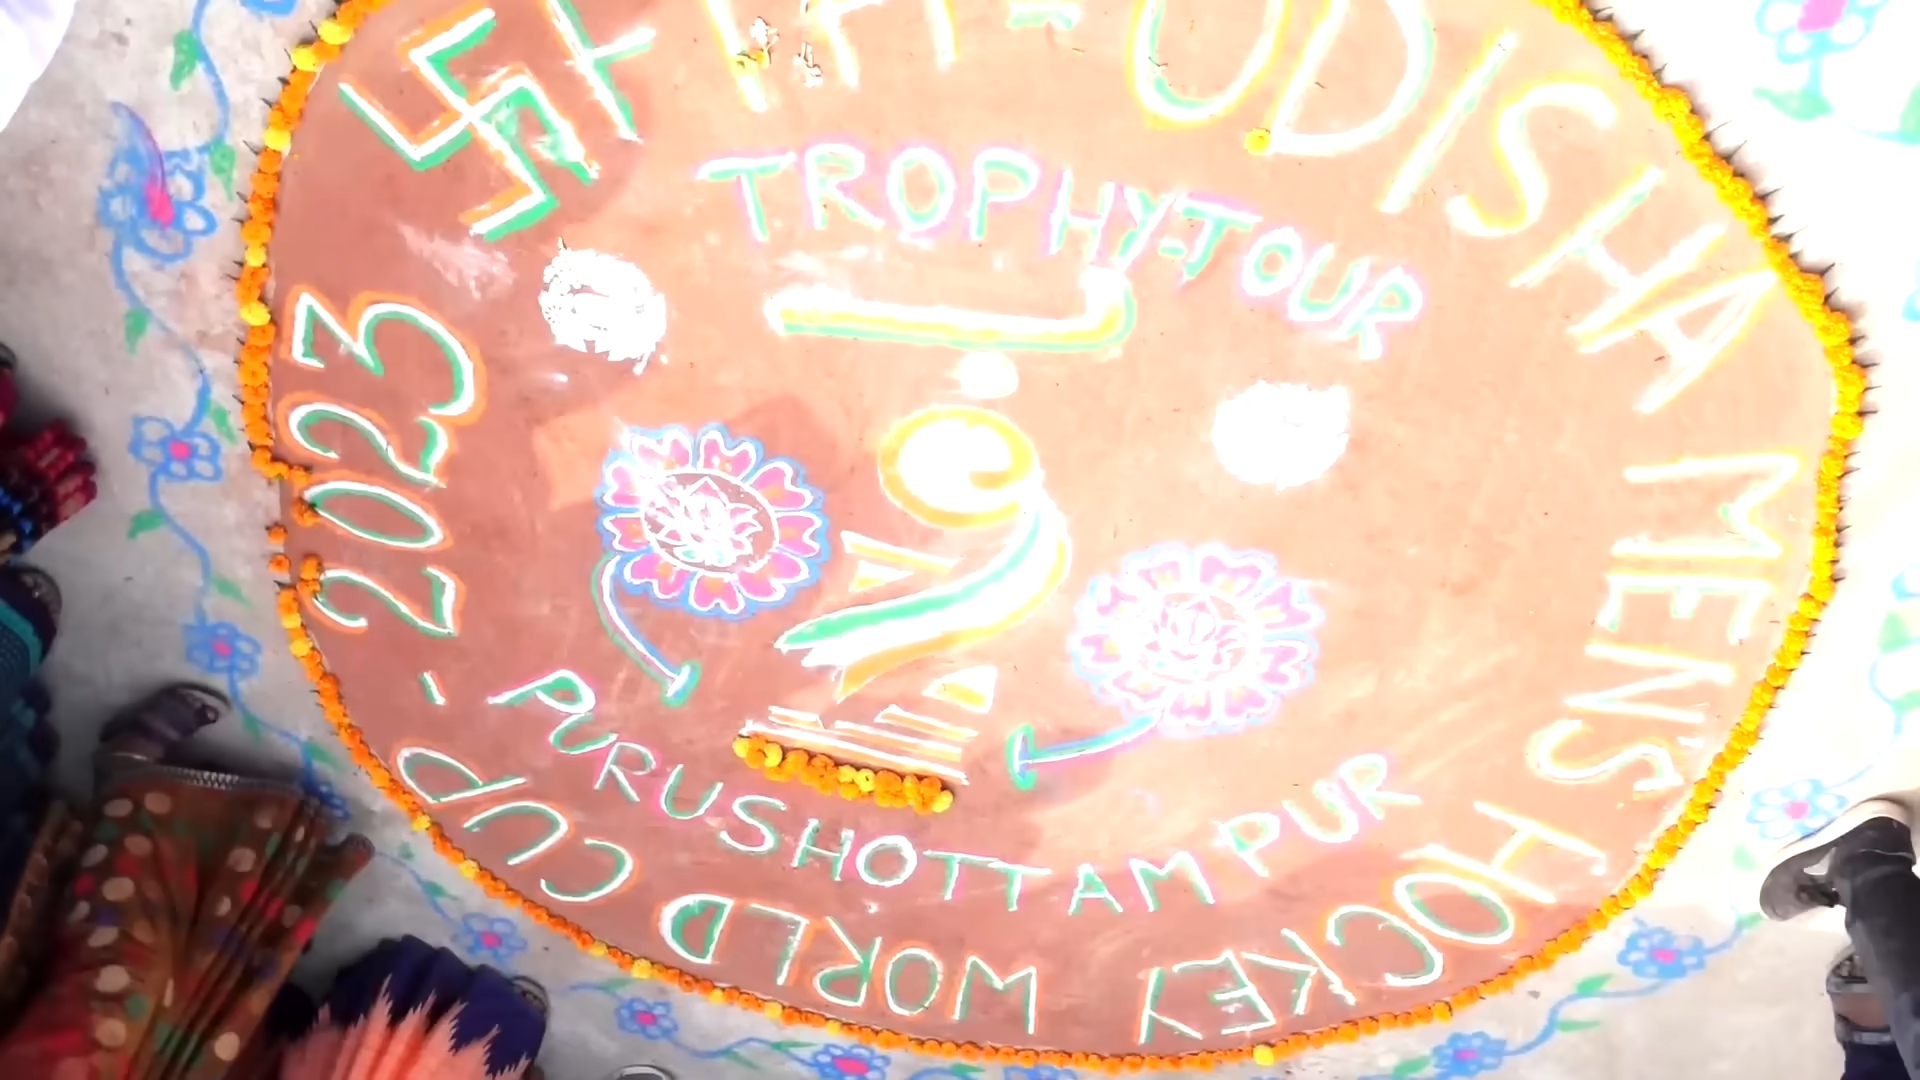 ODISHA MENS HOCKEY WORLD CUP - 2023
TROPHY-TOUR
PURUSHOTTAMPUR